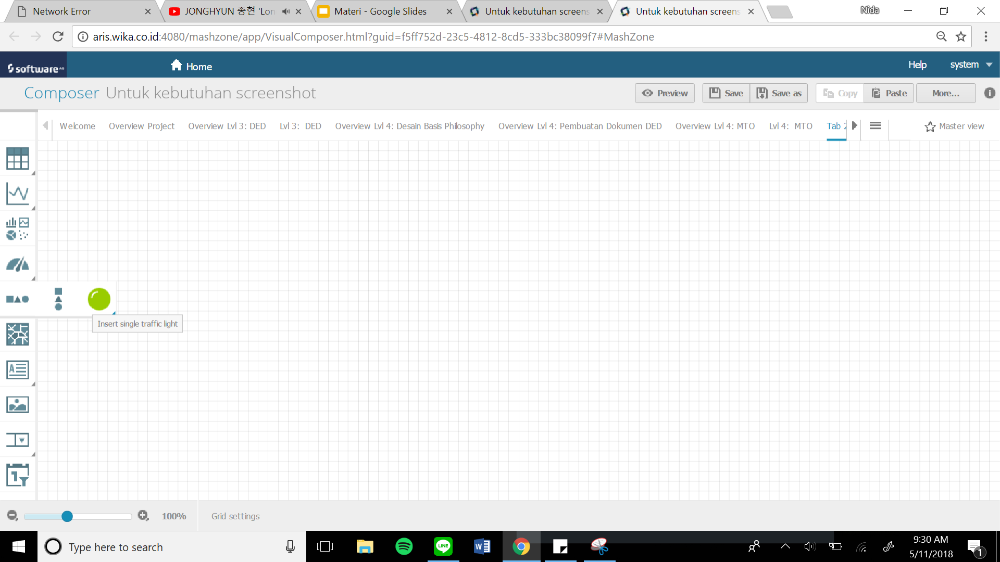 Network Error
JONGHYUN 종현 'Lon
Materi - Google Slides
Untuk kebutuhan screens
Untuk kebutuhan screens
Nida
aris.wika.co.id:4080/mashzone/app/VisualComposer.html?guid=f5ff752d-23c5-4812-8cd5-333bc38099f7#MashZone
software AG
Home
Help
system
Composer Untuk kebutuhan screenshot
Preview
Save
Save as
Copy
Paste
More...
Welcome
Overview Project
Overview Lvl 3: DED
Lvl 3: DED
Overview Lvl 4: Desain Basis Philosophy
Overview Lvl 4: Pembuatan Dokumen DED
Overview Lvl 4: MTO
Lvl 4: MTO
Tab 2
Master view
Insert single traffic light
100%
Grid settings
Type here to search
LINE
9:30 AM
5/11/2018
1